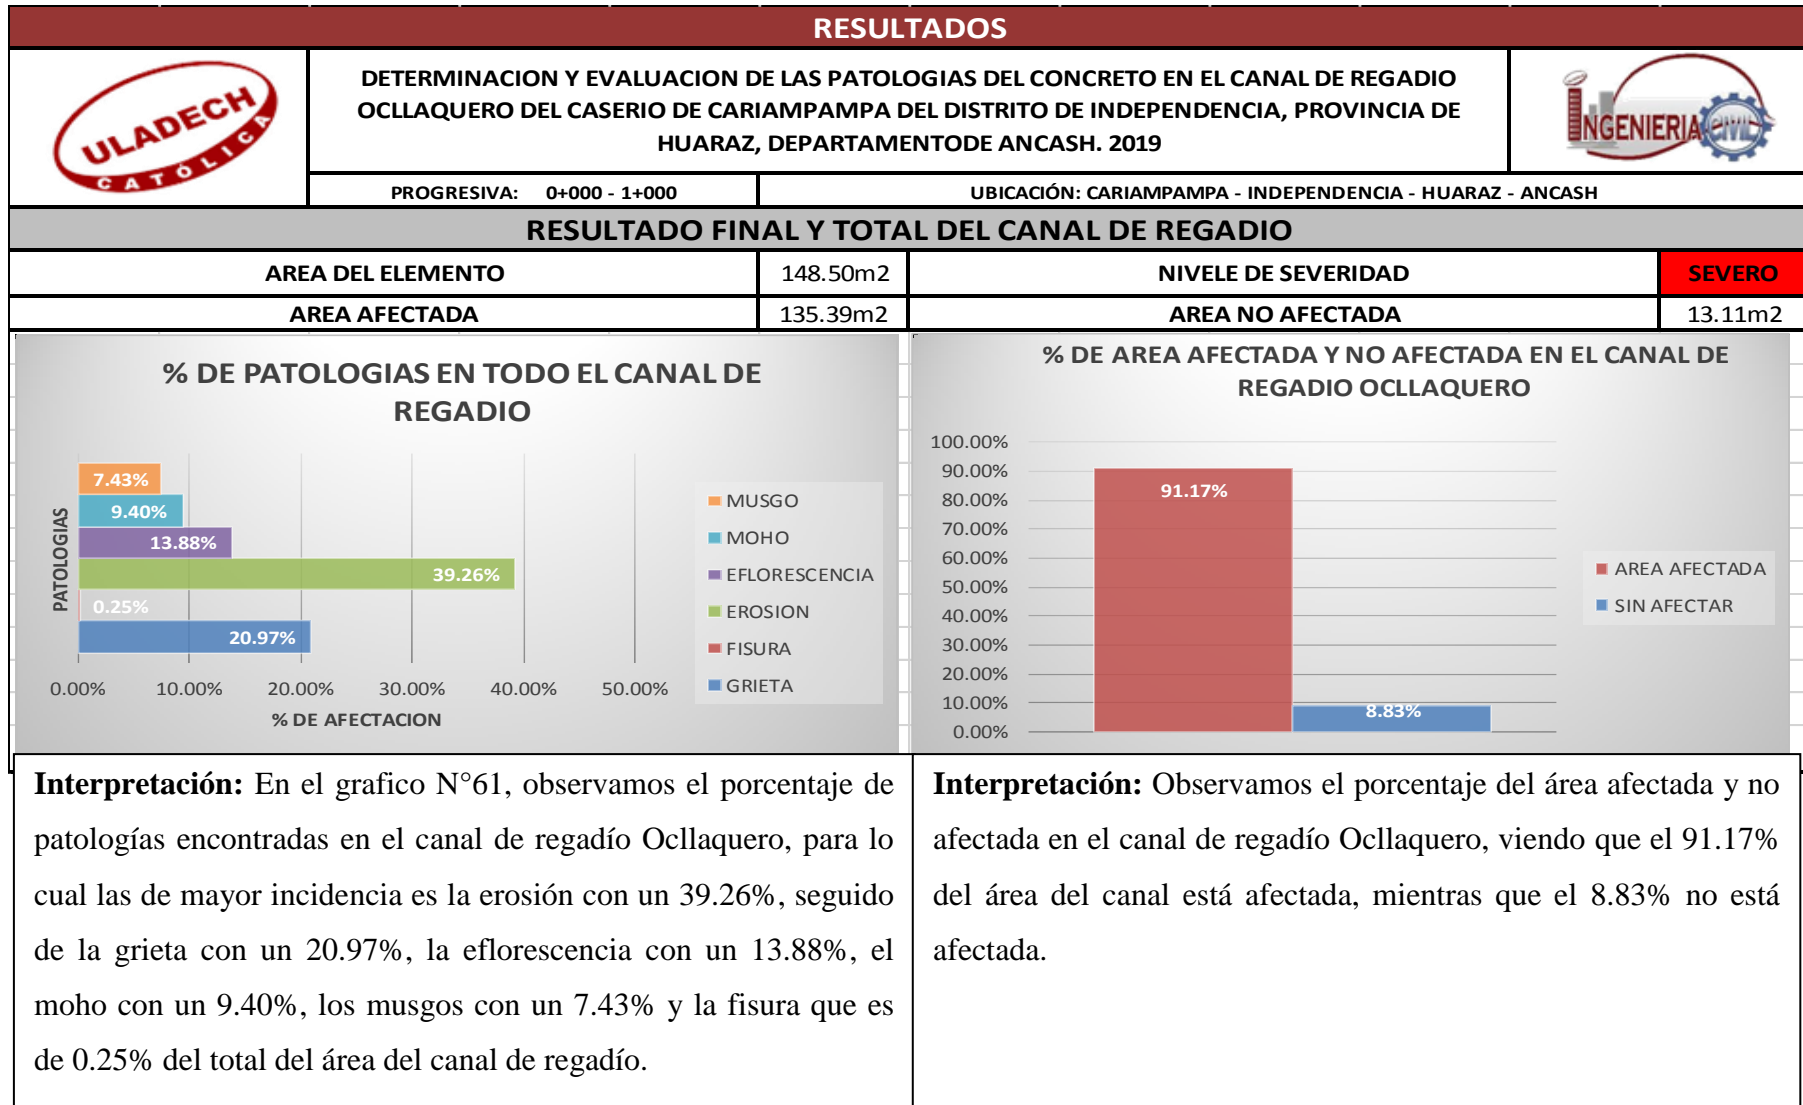 RESULTADOS
ULADECH
CATÓLICA
DETERMINACION Y EVALUACION DE LAS PATOLOGIAS DEL CONCRETO EN EL CANAL DE REGADIO
OCLLAQUERO DEL CASERIO DE CARIAMPAMPA DEL DISTRITO DE INDEPENDENCIA, PROVINCIA DE
HUARAZ, DEPARTAMENTODE ANCASH. 2019
INGENIERIA CIVIL
PROGRESIVA: 0+000 - 1+000
UBICACIÓN: CARIAMPAMPA - INDEPENDENCIA - HUARAZ - ANCASH
RESULTADO FINAL Y TOTAL DEL CANAL DE REGADIO
AREA DEL ELEMENTO 148.50m2 NIVELE DE SEVERIDAD SEVERO
AREA AFECTADA 135.39m2 AREA NO AFECTADA 13.11m2
% DE PATOLOGIAS EN TODO EL CANAL DE
REGADIO
PATOLOGIAS
7.43%
9.40%
13.88%
39.26%
0.25%
20.97%
0.00% 10.00% 20.00% 30.00% 40.00% 50.00%
% DE AFECTACION
MUSGO
MOHO
EFLORESCENCIA
EROSION
FISURA
GRIETA
% DE AREA AFECTADA Y NO AFECTADA EN EL CANAL DE
REGADIO OCLLAQUERO
100.00%
90.00%
80.00%
70.00%
60.00%
50.00%
40.00%
30.00%
20.00%
10.00%
0.00%
91.17%
8.83%
AREA AFECTADA
SIN AFECTAR
Interpretación: En el grafico N°61, observamos el porcentaje de
patologías encontradas en el canal de regadío Ocllaquero, para lo
cual las de mayor incidencia es la erosión con un 39.26%, seguido
de la grieta con un 20.97%, la eflorescencia con un 13.88%, el
moho con un 9.40%, los musgos con un 7.43% y la fisura que es
de 0.25% del total del área del canal de regadío.
Interpretación: Observamos el porcentaje del área afectada y no
afectada en el canal de regadío Ocllaquero, viendo que el 91.17%
del área del canal está afectada, mientras que el 8.83% no está
afectada.